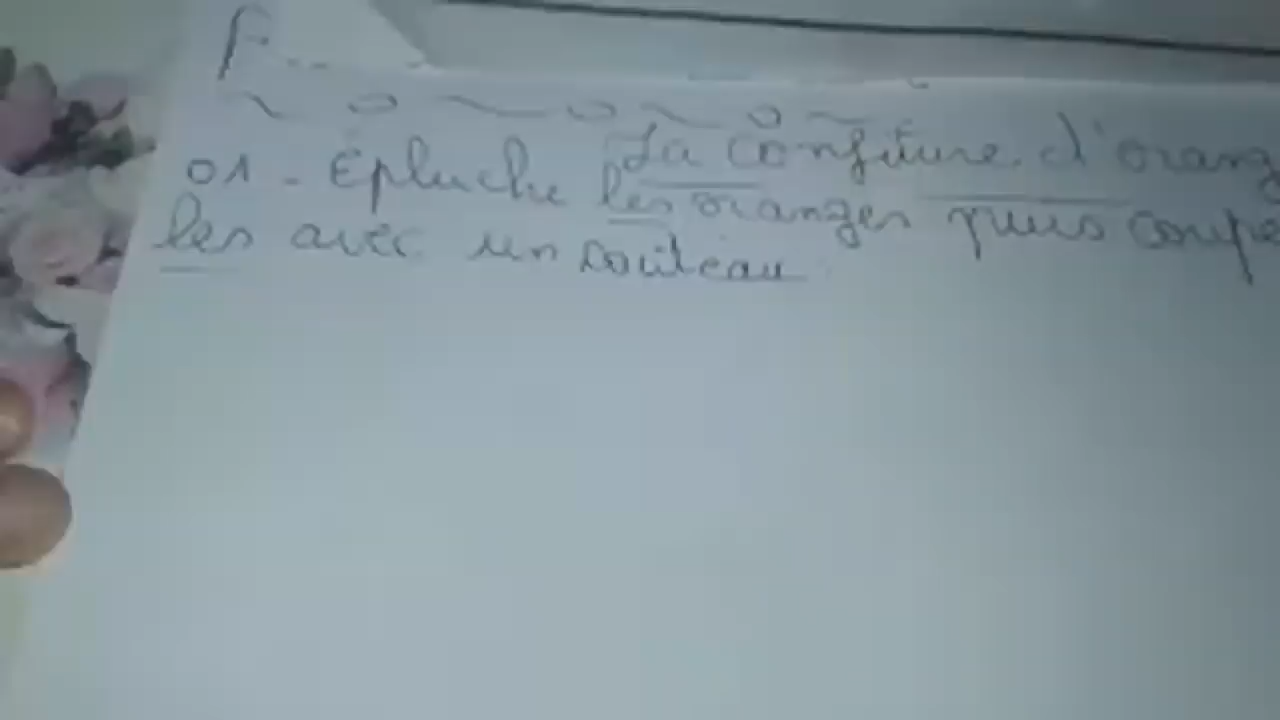 La confiture d'orang
01 - Épluche les oranges puis coupe
les avec un couteau